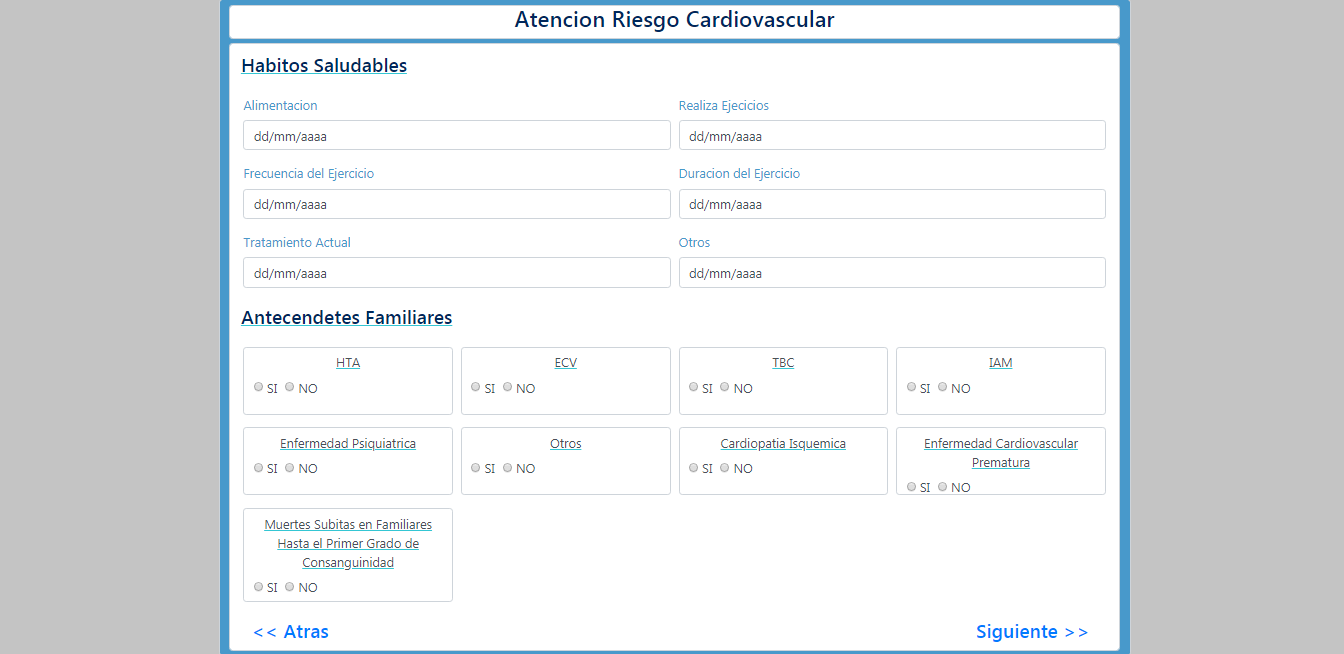 Atencion Riesgo Cardiovascular
Habitos Saludables
Alimentacion
Realiza Ejecicios
dd/mm/aaaa
dd/mm/aaaa
Frecuencia del Ejercicio
Duracion del Ejercicio
dd/mm/aaaa
dd/mm/aaaa
Tratamiento Actual
Otros
dd/mm/aaaa
dd/mm/aaaa
Antecendetes Familiares
HTA
SI NO
ECV
SI NO
TBC
SI NO
IAM
SI NO
Enfermedad Psiquiatrica
SI NO
Otros
SI NO
Cardiopatia Isquemica
SI NO
Enfermedad Cardiovascular
Prematura
SI NO
Muertes Subitas en Familiares
Hasta el Primer Grado de
Consanguinidad
SI NO
<< Atras
Siguiente >>